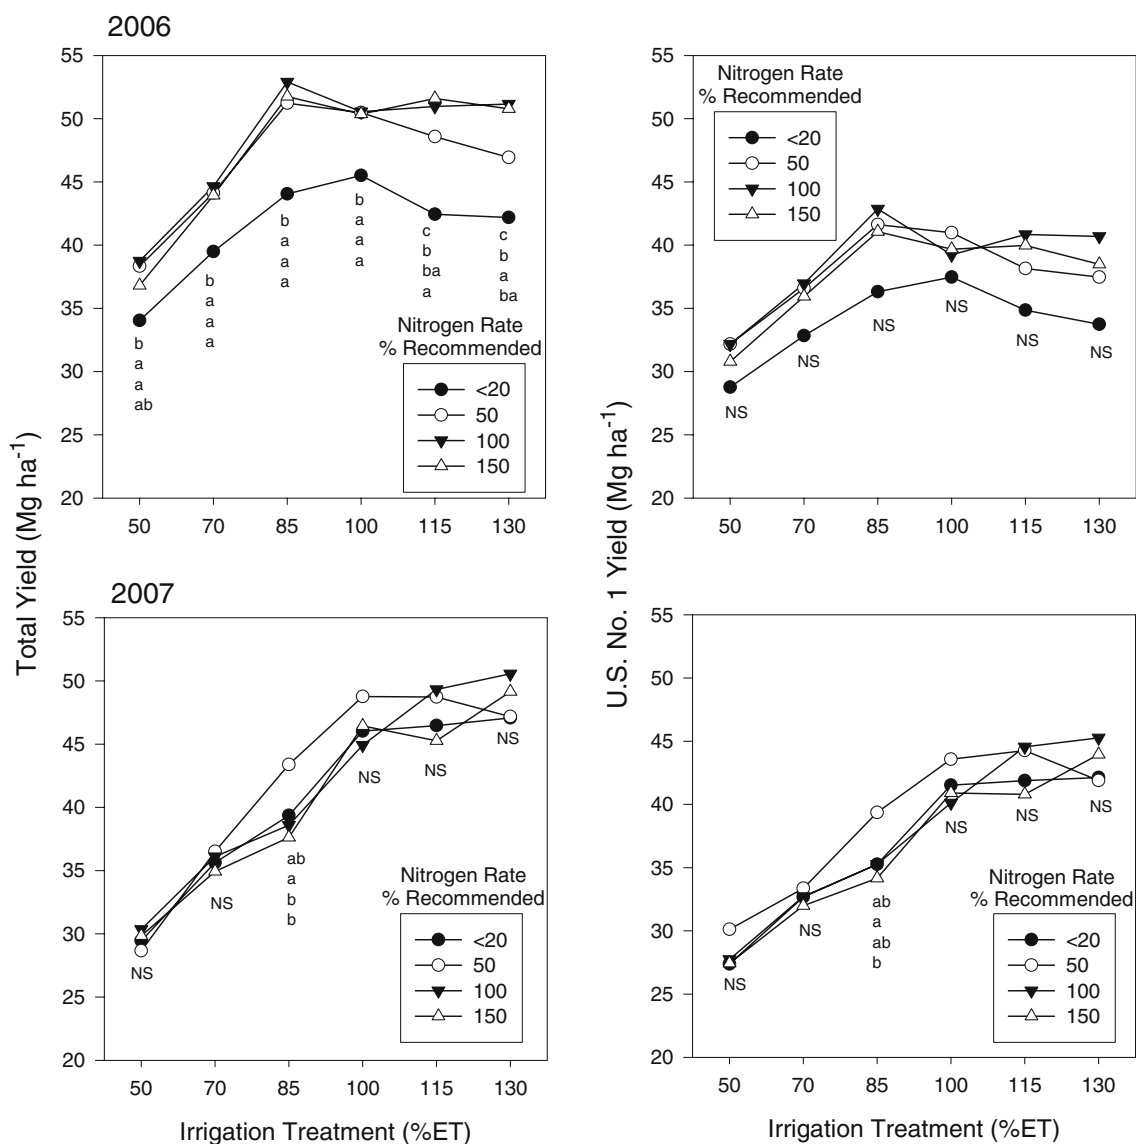 2006
Total Yield (Mg ha⁻¹)
55
50
45
40
35
30
25
20
50 70 85 100 115 130
b
a
a
ab
b
a
a
a
b
a
a
a
b
a
a
a
c
b
ba
a
c
b
a
ba
Nitrogen Rate
% Recommended
<20
50
100
150
U.S. No. 1 Yield (Mg ha⁻¹)
55
50
45
40
35
30
25
20
50 70 85 100 115 130
Nitrogen Rate
% Recommended
<20
50
100
150
NS
NS
NS
NS
NS
NS
2007
55
50
45
40
35
30
25
20
50 70 85 100 115 130
NS
NS
ab
a
b
b
NS
NS
NS
Nitrogen Rate
% Recommended
<20
50
100
150
Irrigation Treatment (%ET)
55
50
45
40
35
30
25
20
50 70 85 100 115 130
NS
NS
ab
a
ab
b
NS
NS
NS
Nitrogen Rate
% Recommended
<20
50
100
150
Irrigation Treatment (%ET)